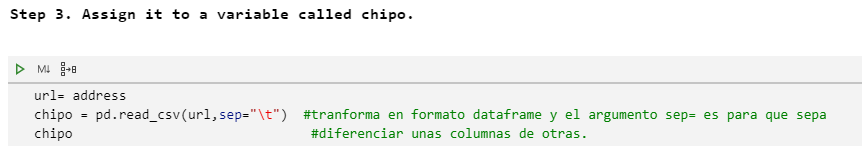 Step 3. Assign it to a variable called chipo.
M↓
url= address
chipo = pd.read_csv(url,sep="\t")  #tranforma en formato dataframe y el argumento sep= es para que sepa
chipo                               #diferenciar unas columnas de otras.